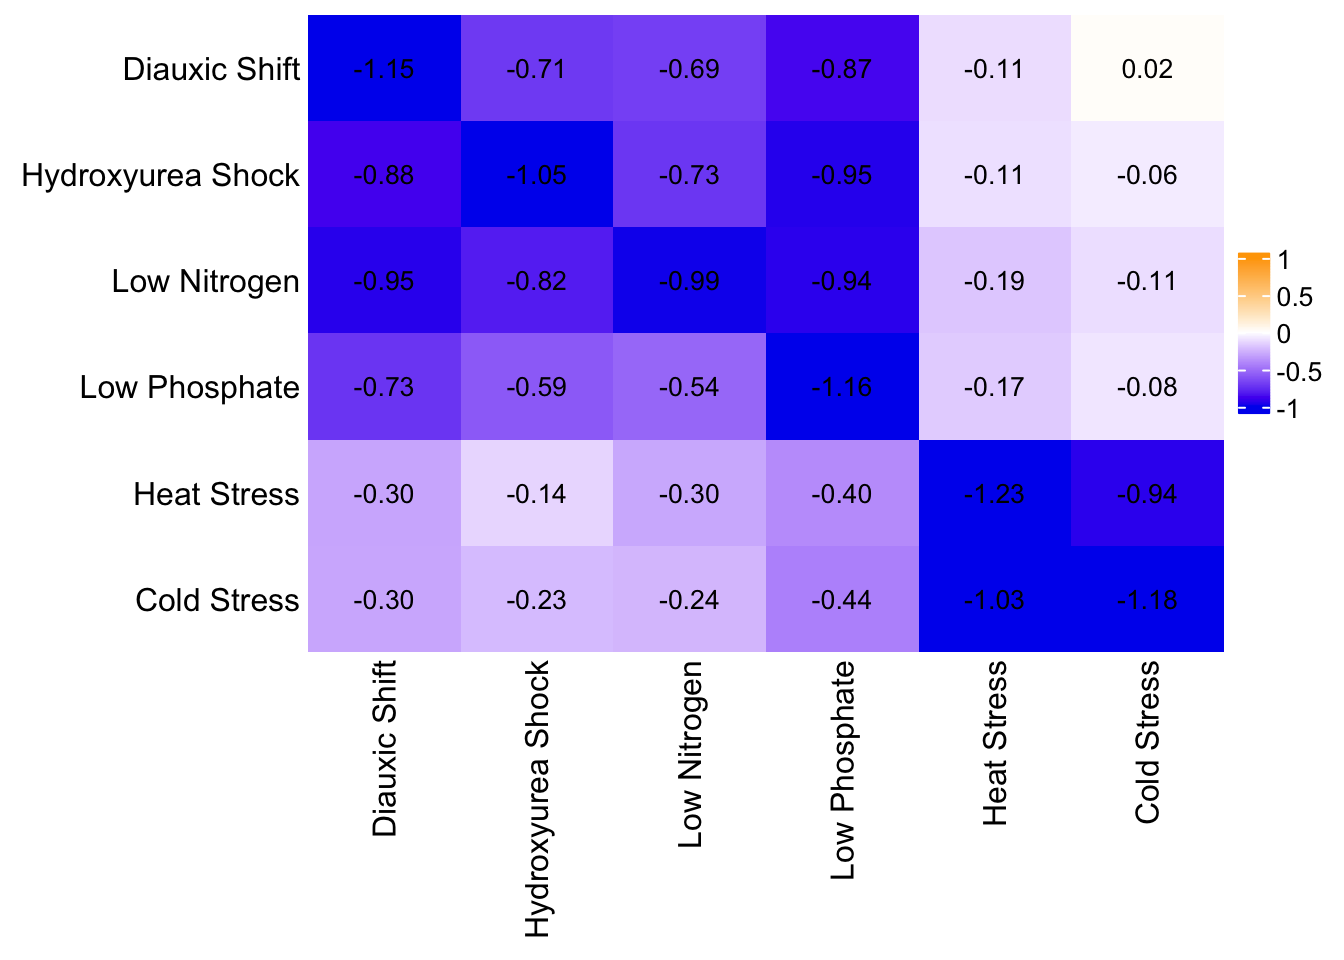 Diauxic Shift -1.15 -0.71 -0.69 -0.87 -0.11 0.02
Hydroxyurea Shock -0.88 -1.05 -0.73 -0.95 -0.11 -0.06
Low Nitrogen -0.95 -0.82 -0.99 -0.94 -0.19 -0.11
Low Phosphate -0.73 -0.59 -0.54 -1.16 -0.17 -0.08
Heat Stress -0.30 -0.14 -0.30 -0.40 -1.23 -0.94
Cold Stress -0.30 -0.23 -0.24 -0.44 -1.03 -1.18
Diauxic Shift
Hydroxyurea Shock
Low Nitrogen
Low Phosphate
Heat Stress
Cold Stress
1
0.5
0
-0.5
-1